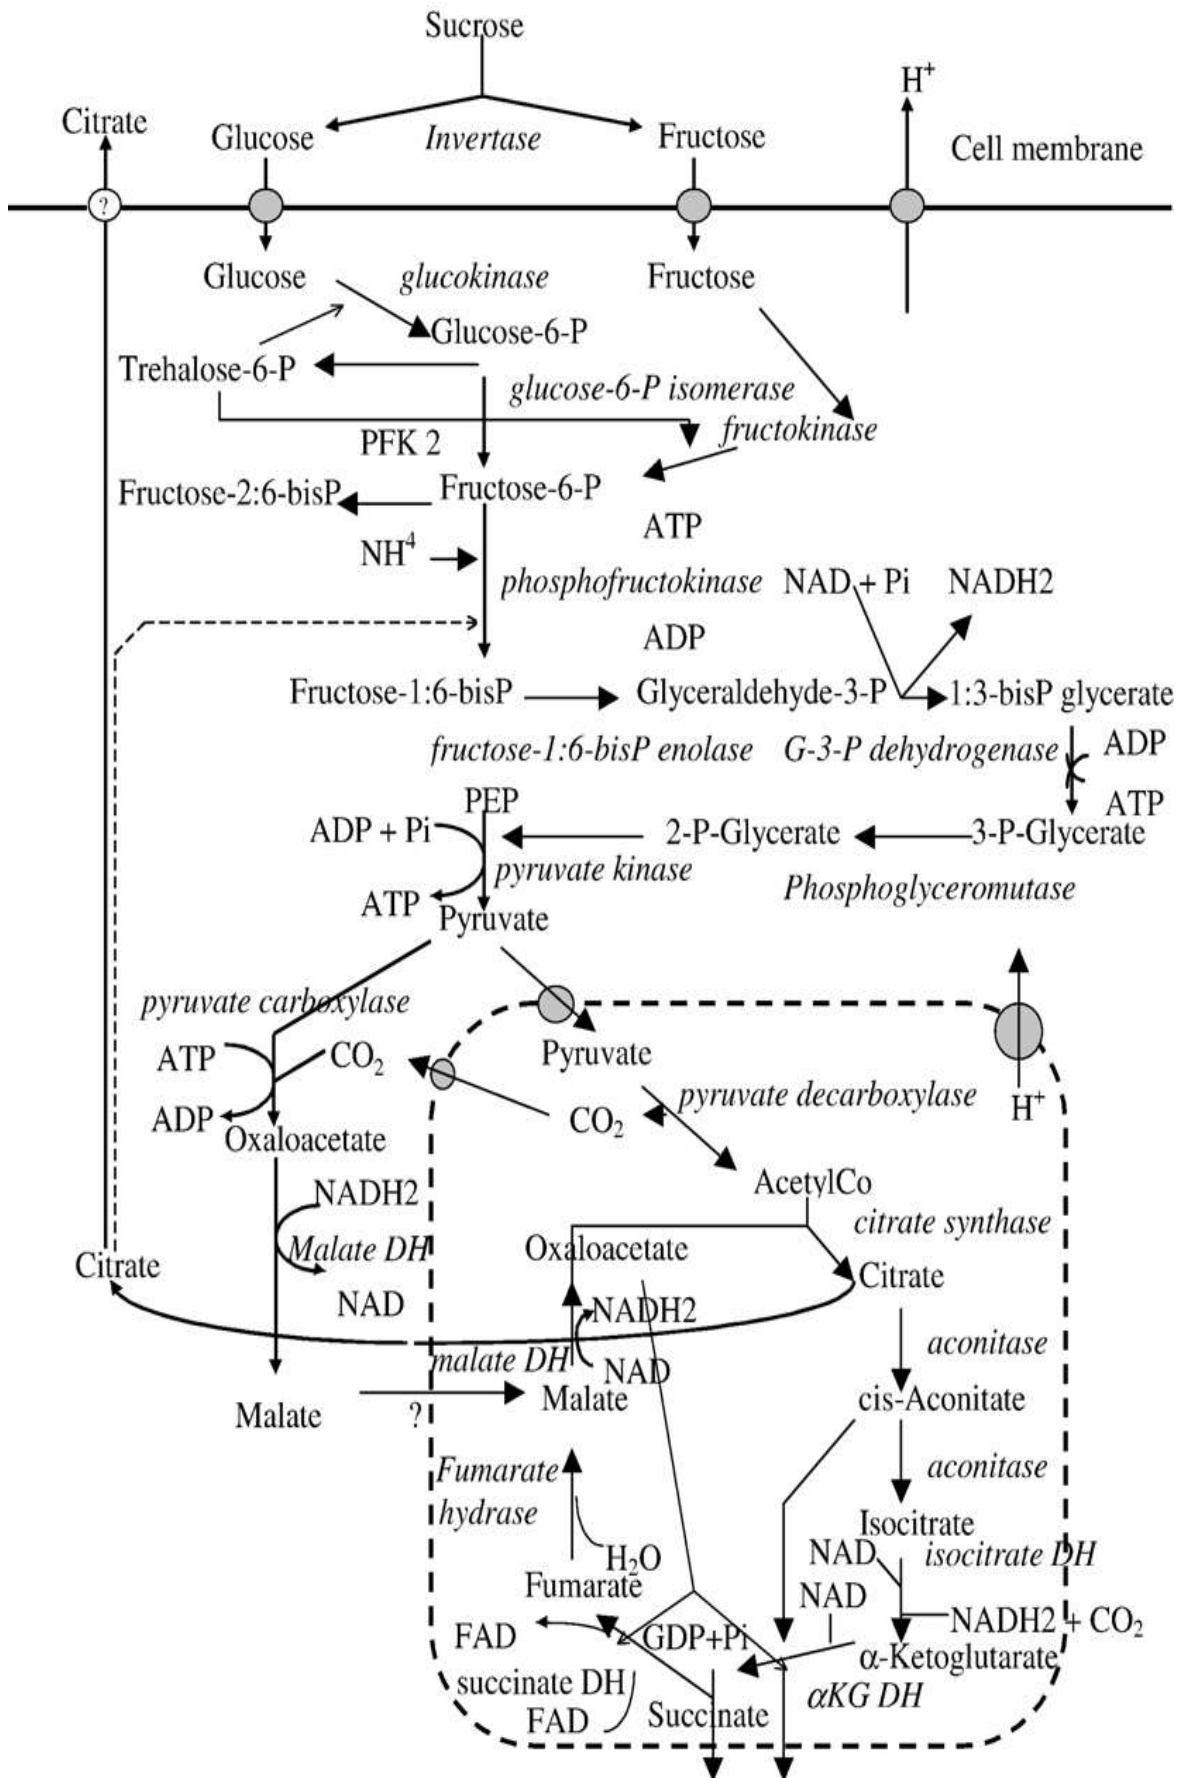 Sucrose
H+
Citrate
Glucose
Invertase
Fructose
Cell membrane
?
Glucose
glucokinase
Fructose
Glucose-6-P
Trehalose-6-P
glucose-6-P isomerase
PFK 2
fructokinase
Fructose-2:6-bisP
Fructose-6-P
ATP
NH4
phosphofructokinase
NAD + Pi
NADH2
ADP
Fructose-1:6-bisP
Glyceraldehyde-3-P
1:3-bisP glycerate
fructose-1:6-bisP enolase
G-3-P dehydrogenase
ADP
PEP
ATP
ADP + Pi
2-P-Glycerate
3-P-Glycerate
pyruvate kinase
Phosphoglyceromutase
ATP
Pyruvate
pyruvate carboxylase
ATP
CO2
Pyruvate
pyruvate decarboxylase
H+
ADP
CO2
Oxaloacetate
AcetylCo
NADH2
citrate synthase
Malate DH
Oxaloacetate
Citrate
Citrate
NAD
NADH2
aconitase
malate DH
NAD
Malate
?
Malate
cis-Aconitate
Fumarate
hydrase
aconitase
Isocitrate
H2O
NAD
isocitrate DH
Fumarate
NAD
NADH2 + CO2
FAD
GDP+Pi
α-Ketoglutarate
succinate DH
αKG DH
FAD
Succinate